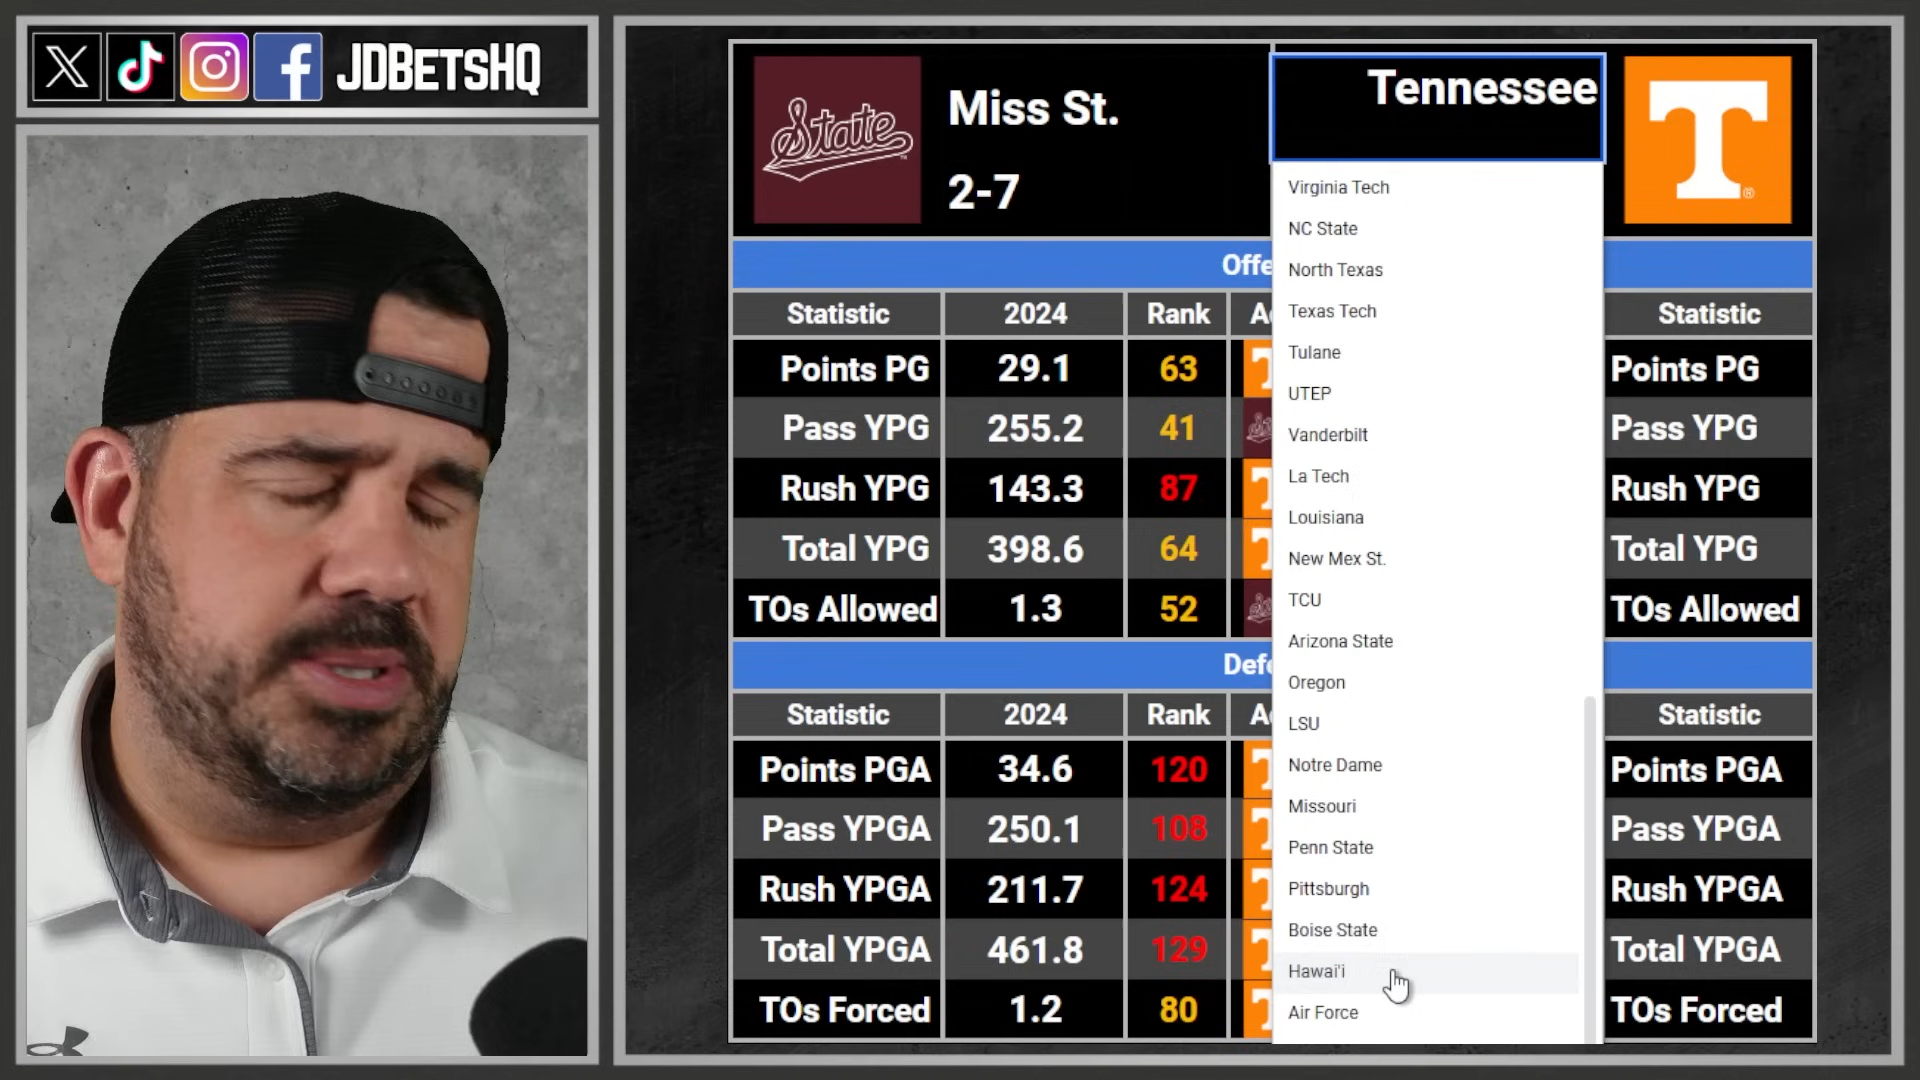 JDBETSHQ
State
Miss St.
2-7
Tennessee
T
Offe
Statistic 2024 Rank A Statistic
Points PG 29.1 63 Points PG
Pass YPG 255.2 41 Pass YPG
Rush YPG 143.3 87 Rush YPG
Total YPG 398.6 64 Total YPG
TOs Allowed 1.3 52 TOs Allowed
Defe
Statistic 2024 Rank A Statistic
Points PGA 34.6 120 Points PGA
Pass YPGA 250.1 108 Pass YPGA
Rush YPGA 211.7 124 Rush YPGA
Total YPGA 461.8 129 Total YPGA
TOs Forced 1.2 80 TOs Forced
Virginia Tech
NC State
North Texas
Texas Tech
Tulane
UTEP
Vanderbilt
La Tech
Louisiana
New Mex St.
TCU
Arizona State
Oregon
LSU
Notre Dame
Missouri
Penn State
Pittsburgh
Boise State
Hawai'i
Air Force